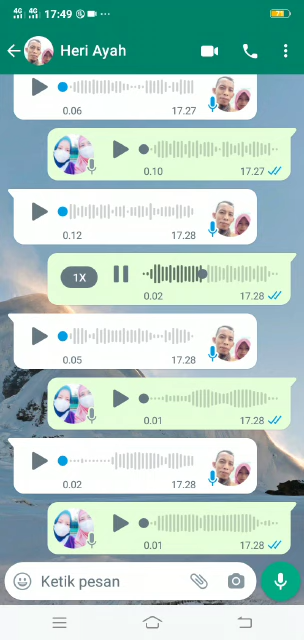 4G 4G 17:49
Heri Ayah
0.06 17.27
0.10 17.27
0.12 17.28
1X
0.02 17.28
0.05 17.28
0.01 17.28
0.02 17.28
0.01 17.28
Ketik pesan